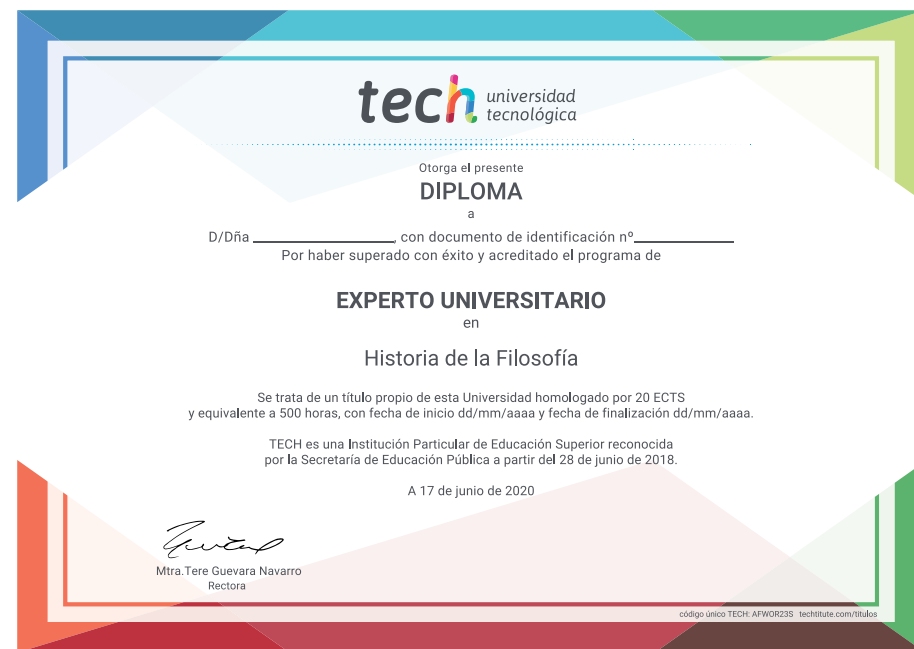 tech universidad
tecnológica
Otorga el presente
DIPLOMA
a
D/Dña ____________________, con documento de identificación nº______________
Por haber superado con éxito y acreditado el programa de
EXPERTO UNIVERSITARIO
en
Historia de la Filosofía
Se trata de un título propio de esta Universidad homologado por 20 ECTS
y equivalente a 500 horas, con fecha de inicio dd/mm/aaaa y fecha de finalización dd/mm/aaaa.
TECH es una Institución Particular de Educación Superior reconocida
por la Secretaría de Educación Pública a partir del 28 de junio de 2018.
A 17 de junio de 2020
Mtra.Tere Guevara Navarro
Rectora
código único TECH: AFWOR23S techtitute.com/titulos